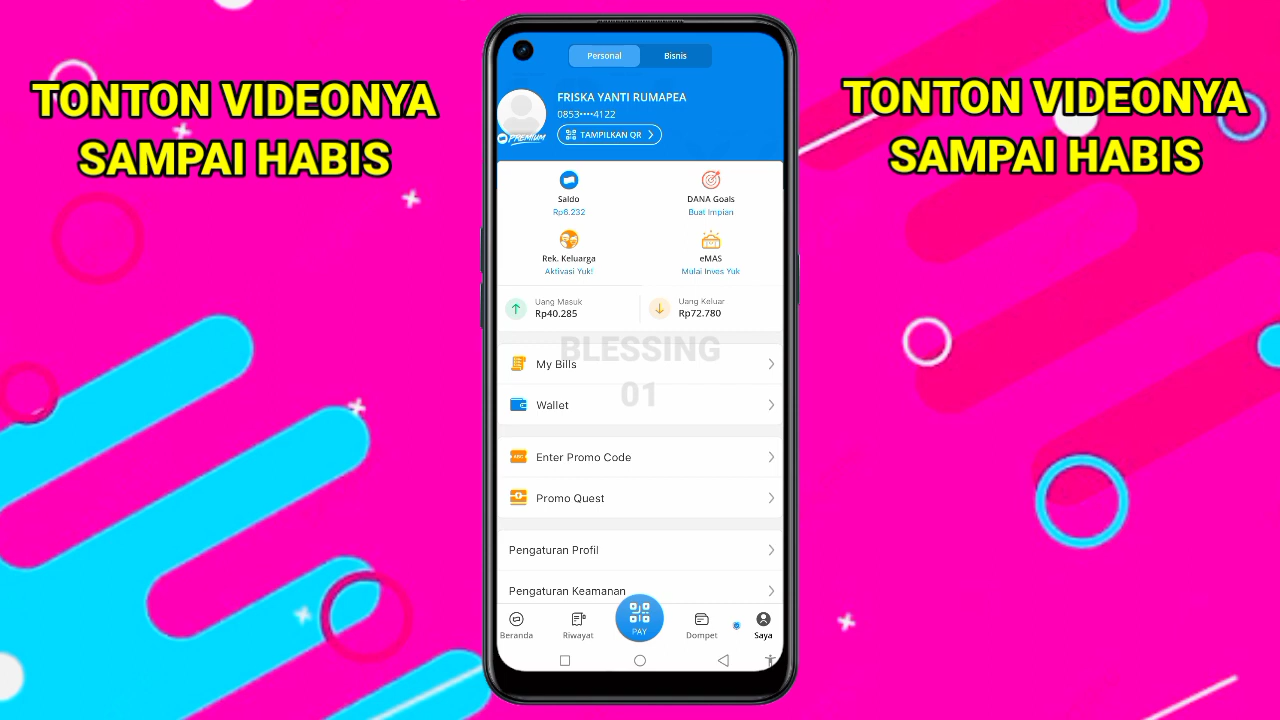 TONTON VIDEONYA
SAMPAI HABIS
Personal
Bisnis
FRISKA YANTI RUMAPEA
0853••••4122
PREMIUM
TAMPILKAN QR
Saldo
Rp6.232
DANA Goals
Buat Impian
Rek. Keluarga
Aktivasi Yuk!
eMAS
Mulai Inves Yuk
Uang Masuk
Rp40.285
Uang Keluar
Rp72.780
BLESSING
01
My Bills
Wallet
Enter Promo Code
Promo Quest
Pengaturan Profil
Pengaturan Keamanan
Beranda
Riwayat
PAY
Dompet
Saya
TONTON VIDEONYA
SAMPAI HABIS